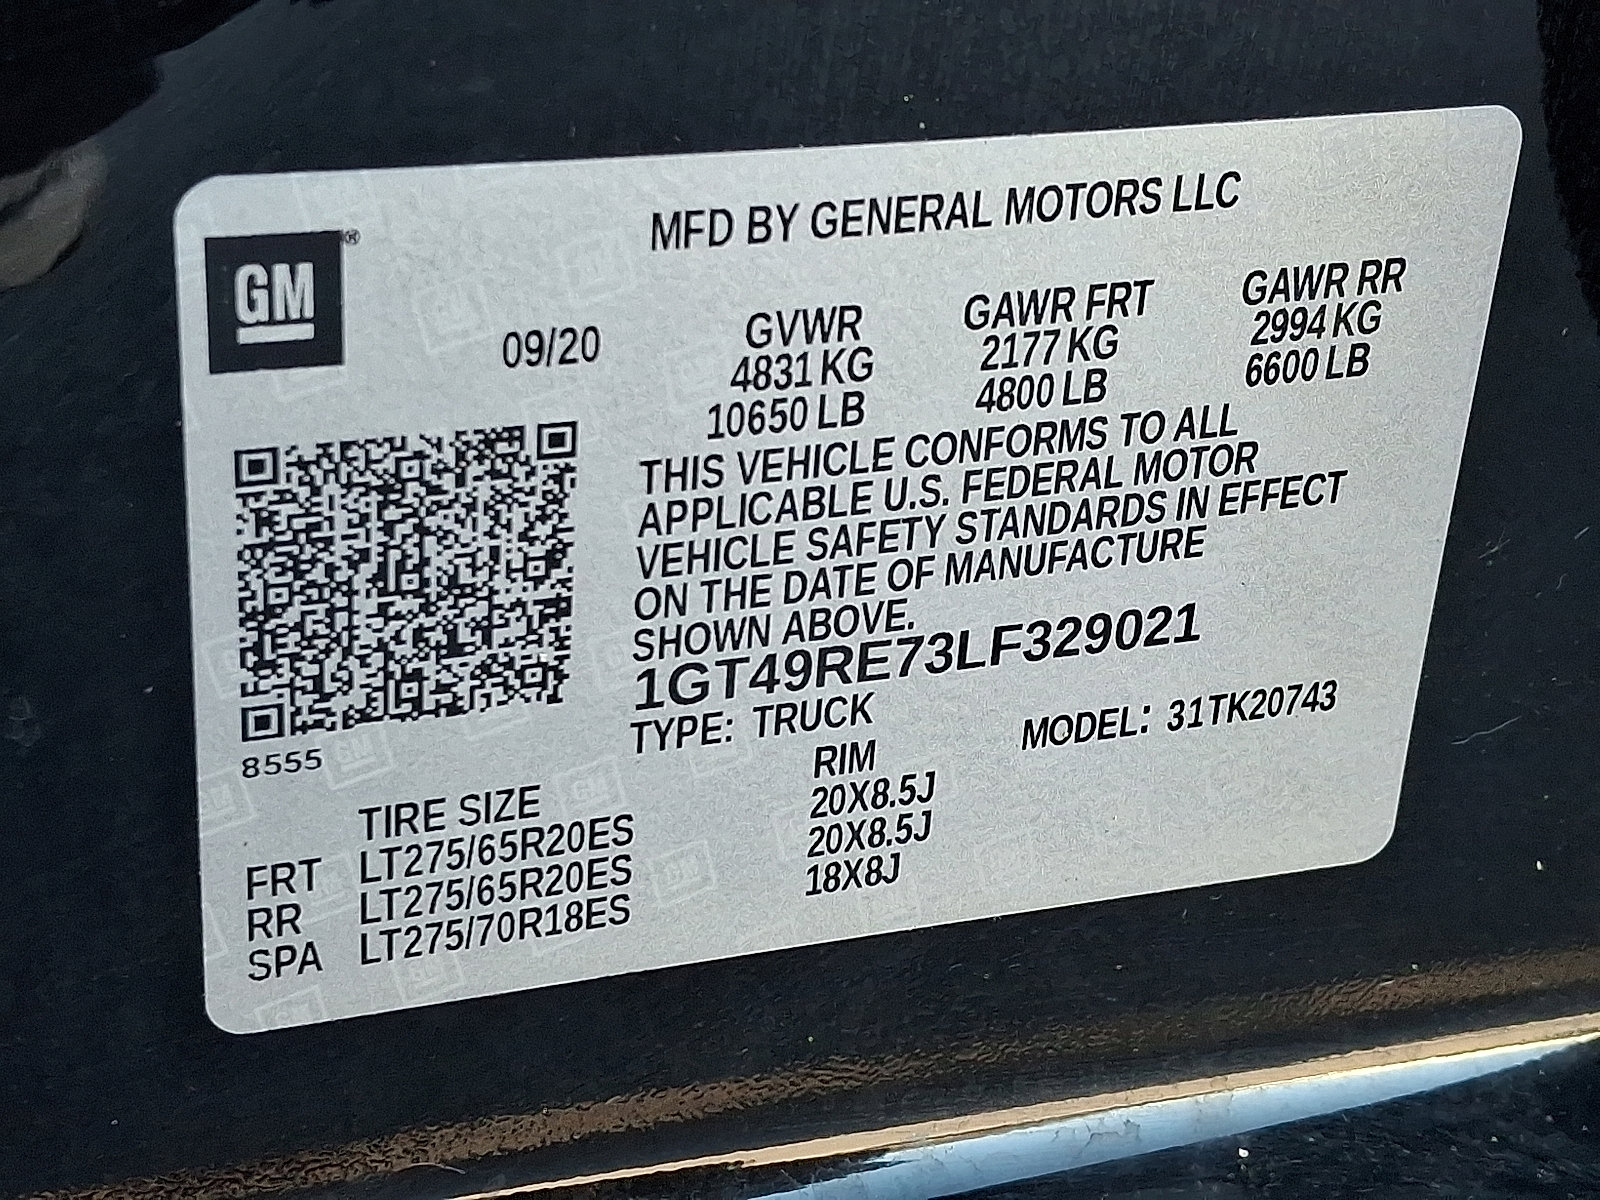 MFD BY GENERAL MOTORS LLC
GM®
09/20 GVWR GAWR FRT GAWR RR
4831 KG 2177 KG 2994 KG
10650 LB 4800 LB 6600 LB
THIS VEHICLE CONFORMS TO ALL
APPLICABLE U.S. FEDERAL MOTOR
VEHICLE SAFETY STANDARDS IN EFFECT
ON THE DATE OF MANUFACTURE
SHOWN ABOVE.
1GT49RE73LF329021
TYPE: TRUCK MODEL: 31TK20743
8555
TIRE SIZE RIM
FRT LT275/65R20ES 20X8.5J
RR LT275/65R20ES 20X8.5J
SPA LT275/70R18ES 18X8J